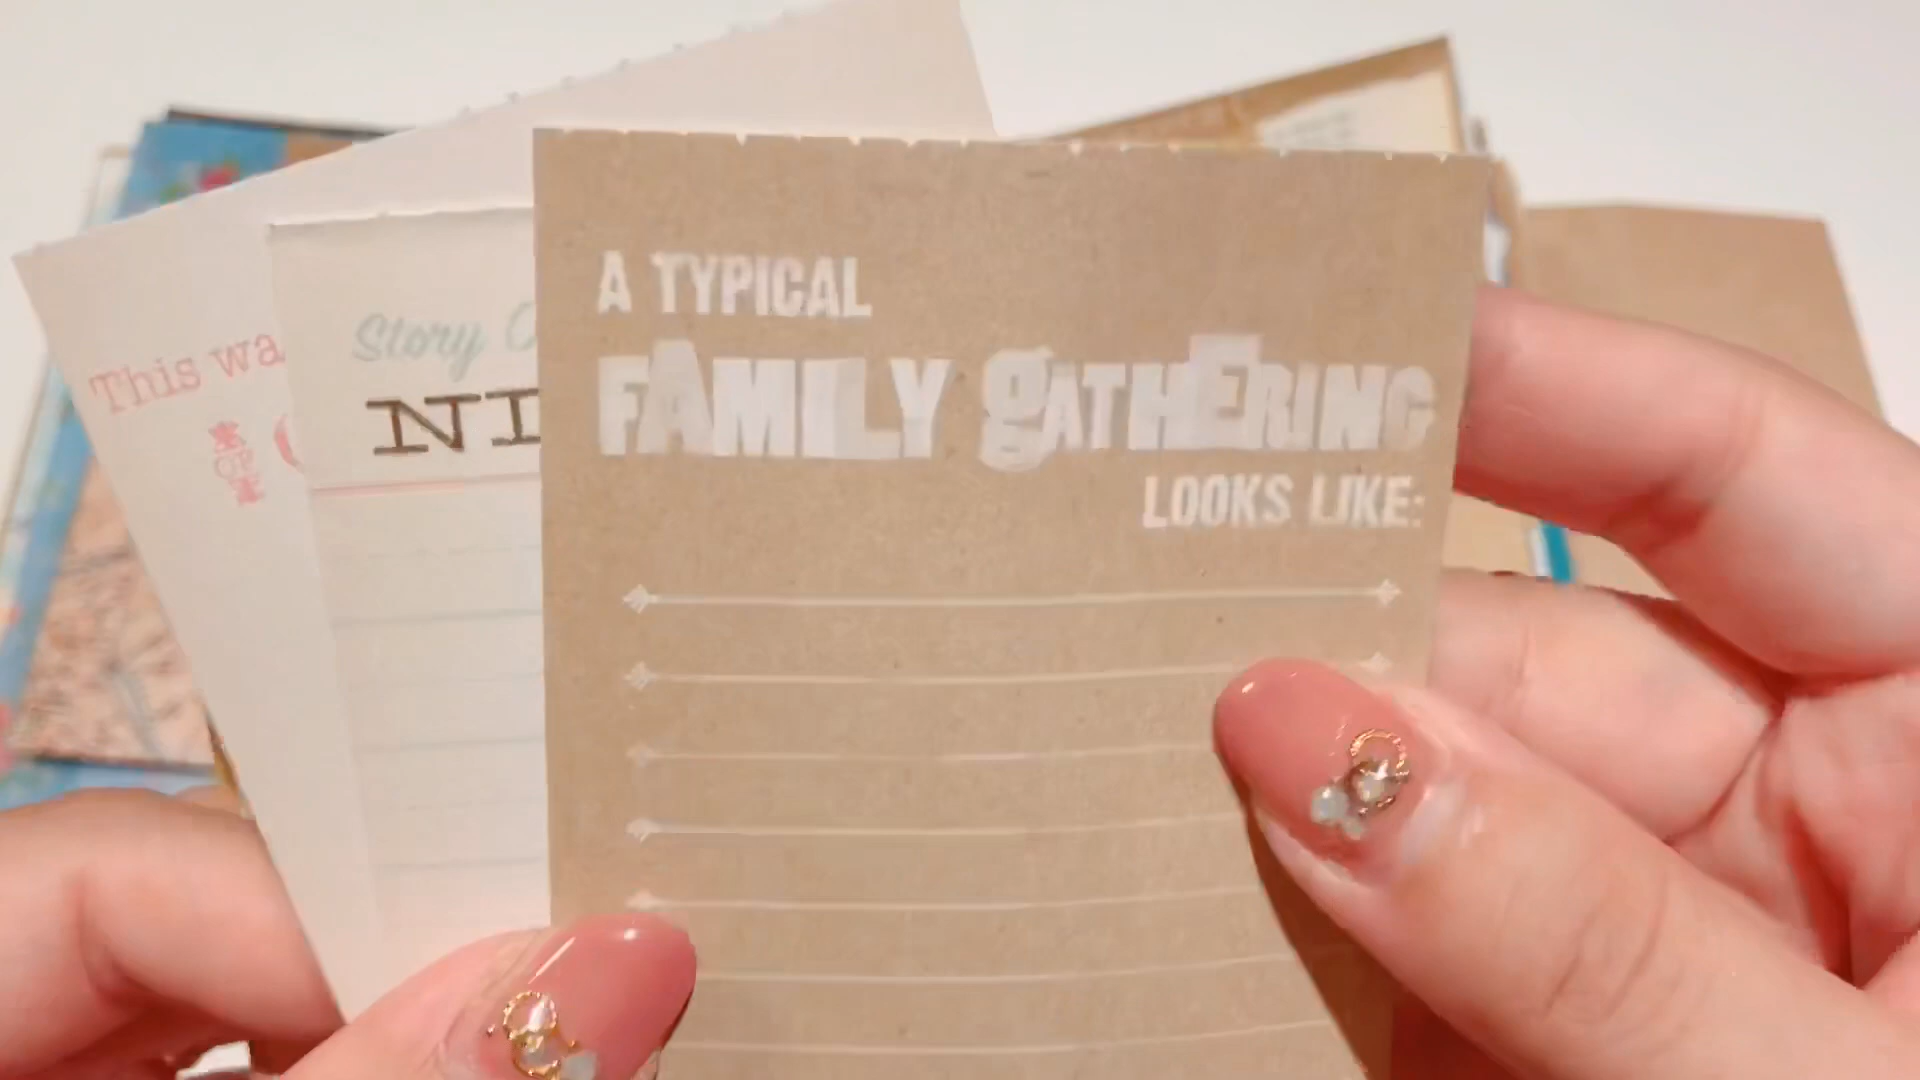 A TYPICAL
FAMILY gATHERING
LOOKS LIKE:
Story
NI
This wa